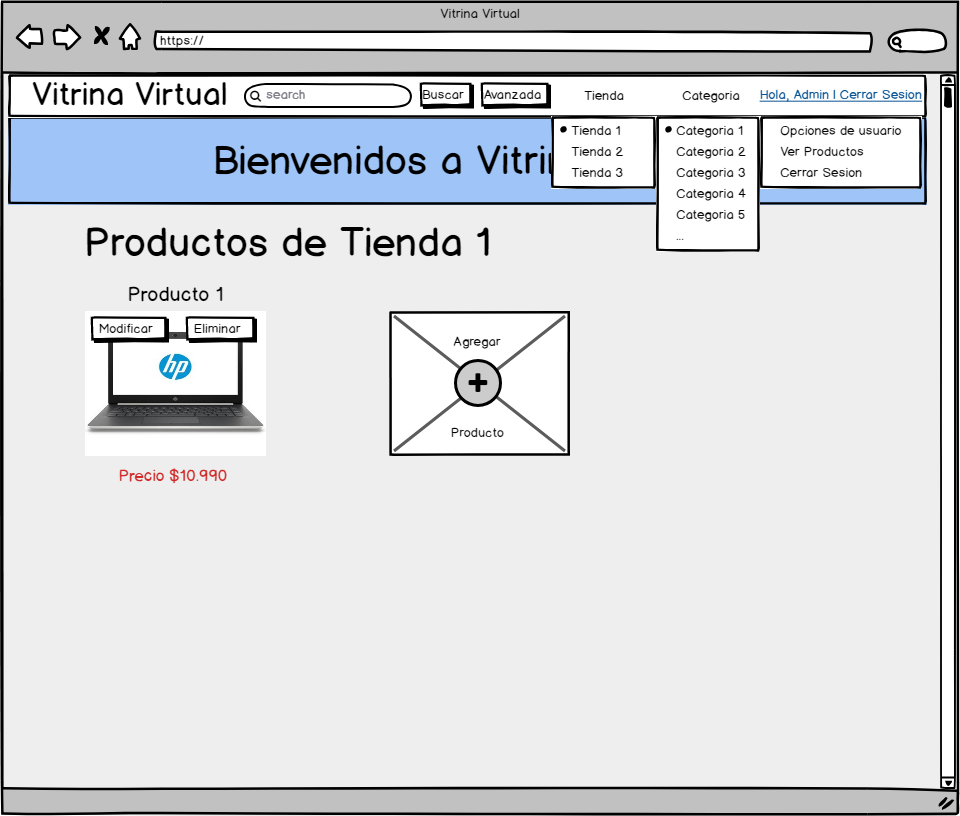 Vitrina Virtual
https://
Vitrina Virtual
search
Buscar
Avanzada
Tienda
Categoria
Hola, Admin | Cerrar Sesion
Bienvenidos a Vitri
Tienda 1
Tienda 2
Tienda 3
Categoria 1
Categoria 2
Categoria 3
Categoria 4
Categoria 5
...
Opciones de usuario
Ver Productos
Cerrar Sesion
Productos de Tienda 1
Producto 1
Modificar
Eliminar
hp
Precio $10.990
Agregar
Producto